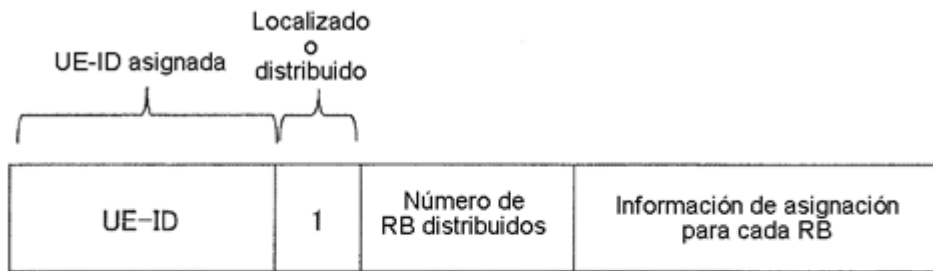 Localizado
o
distribuido
UE-ID asignada
UE-ID
1
Número de
RB distribuidos
Información de asignación
para cada RB